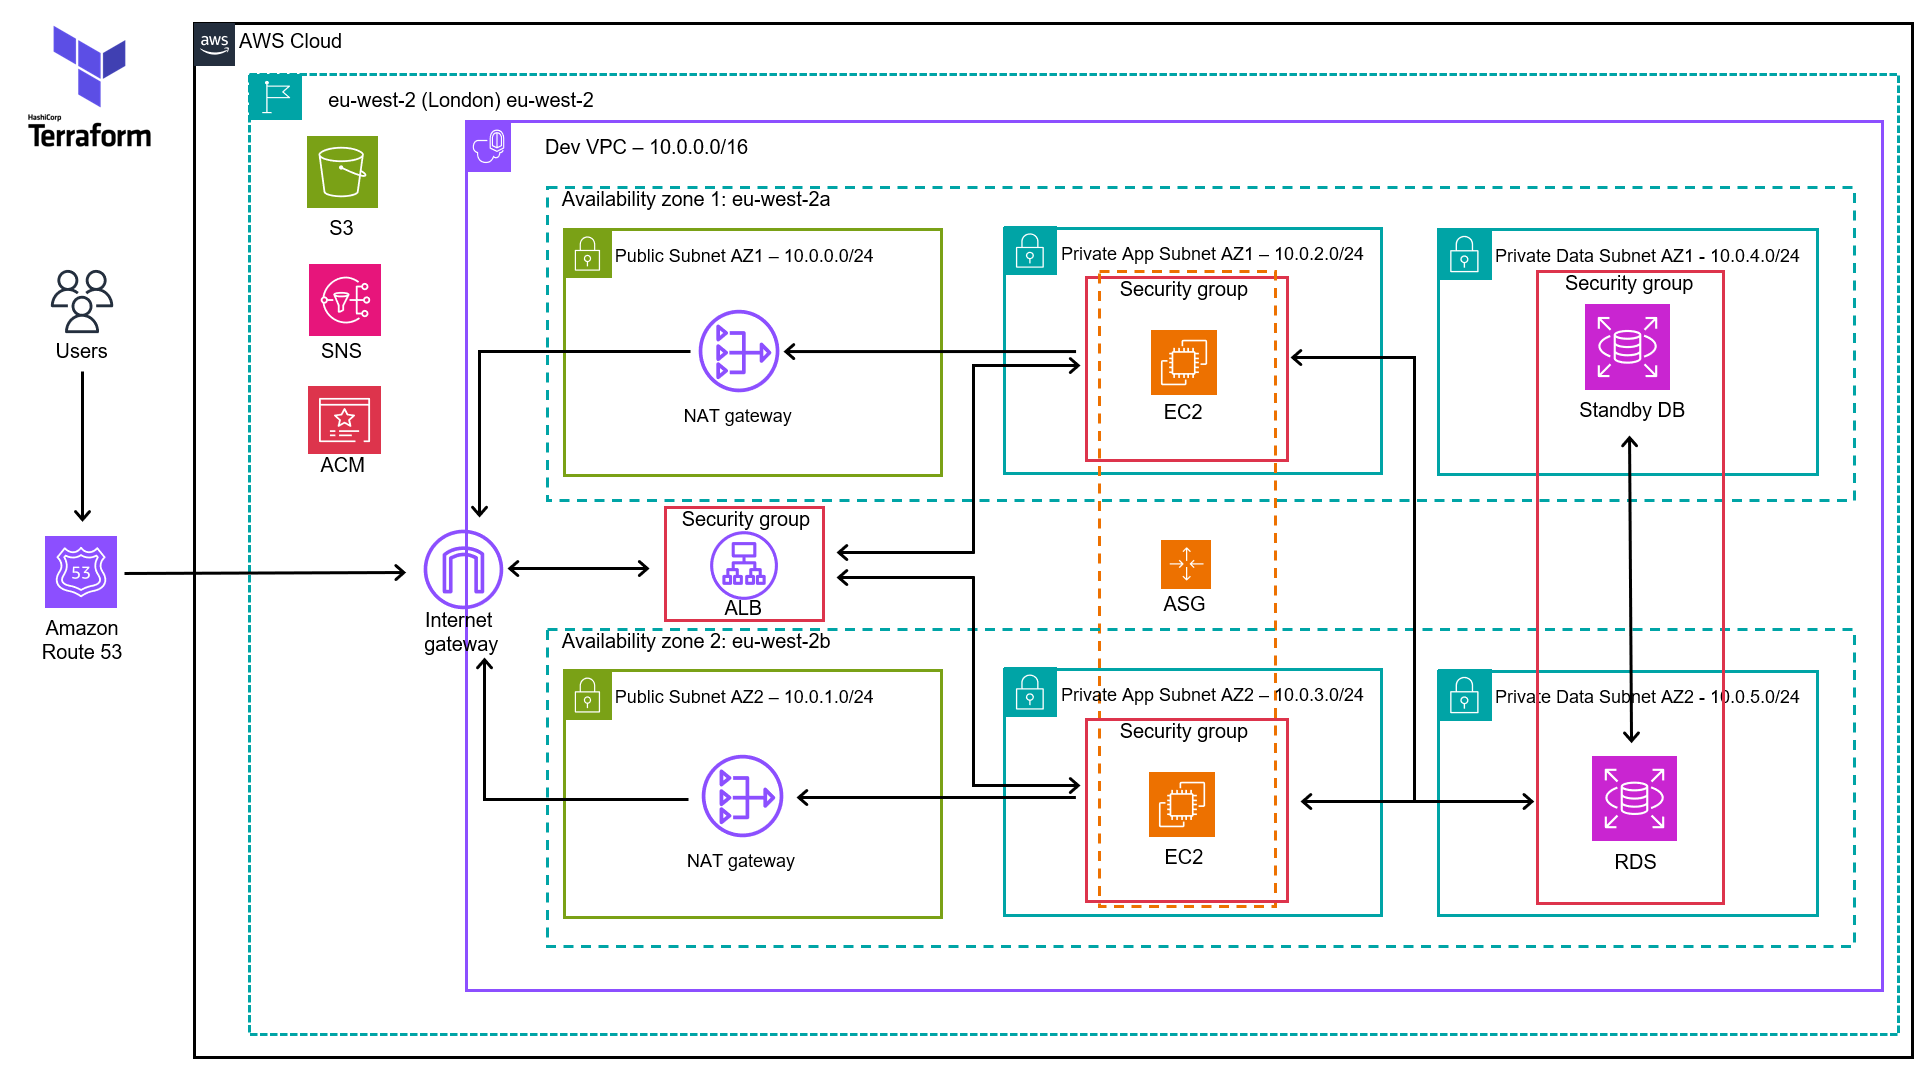 HashiCorp
Terraform
aws
AWS Cloud
eu-west-2 (London) eu-west-2
S3
SNS
ACM
Users
53
Amazon
Route 53
Dev VPC – 10.0.0.0/16
Availability zone 1: eu-west-2a
Public Subnet AZ1 – 10.0.0.0/24
NAT gateway
Private App Subnet AZ1 – 10.0.2.0/24
Security group
EC2
Private Data Subnet AZ1 - 10.0.4.0/24
Security group
Standby DB
Internet
gateway
Security group
ALB
ASG
Availability zone 2: eu-west-2b
Public Subnet AZ2 – 10.0.1.0/24
NAT gateway
Private App Subnet AZ2 – 10.0.3.0/24
Security group
EC2
Private Data Subnet AZ2 - 10.0.5.0/24
RDS